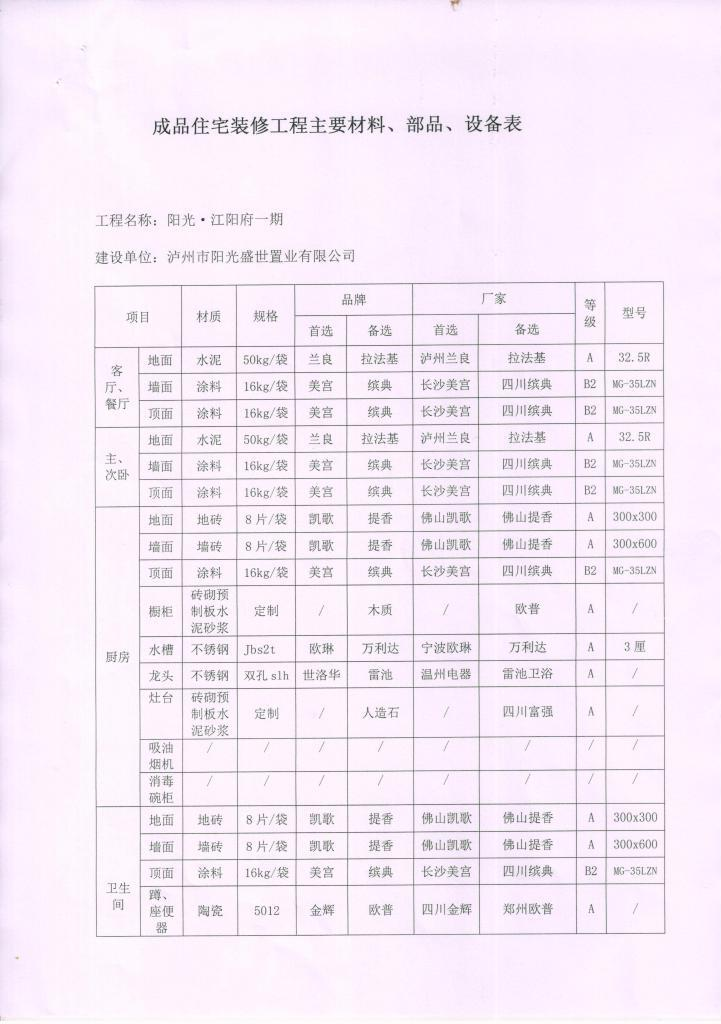 成品住宅装修工程主要材料、部品、设备表
工程名称：阳光·江阳府一期
建设单位：泸州市阳光盛世置业有限公司
项目 材质 规格 品牌 厂家 等级 型号
首选 备选 首选 备选
客厅、餐厅 地面 水泥 50kg/袋 兰良 拉法基 泸州兰良 拉法基 A 32.5R
墙面 涂料 16kg/袋 美宫 缤典 长沙美宫 四川缤典 B2 MG-35LZN
顶面 涂料 16kg/袋 美宫 缤典 长沙美宫 四川缤典 B2 MG-35LZN
主、次卧 地面 水泥 50kg/袋 兰良 拉法基 泸州兰良 拉法基 A 32.5R
墙面 涂料 16kg/袋 美宫 缤典 长沙美宫 四川缤典 B2 MG-35LZN
顶面 涂料 16kg/袋 美宫 缤典 长沙美宫 四川缤典 B2 MG-35LZN
厨房 地面 地砖 8片/袋 凯歌 提香 佛山凯歌 佛山提香 A 300x300
墙面 墙砖 8片/袋 凯歌 提香 佛山凯歌 佛山提香 A 300x600
顶面 涂料 16kg/袋 美宫 缤典 长沙美宫 四川缤典 B2 MG-35LZN
橱柜 砖砌预制板水泥砂浆 定制 / 木质 / 欧普 A /
水槽 不锈钢 Jbs2t 欧琳 万利达 宁波欧琳 万利达 A 3厘
龙头 不锈钢 双孔slh 世洛华 雷池 温州电器 雷池卫浴 A /
灶台 砖砌预制板水泥砂浆 定制 / 人造石 / 四川富强 A /
吸油烟机 / / / / / / / /
消毒碗柜 / / / / / / / /
卫生间 地面 地砖 8片/袋 凯歌 提香 佛山凯歌 佛山提香 A 300x300
墙面 墙砖 8片/袋 凯歌 提香 佛山凯歌 佛山提香 A 300x600
顶面 涂料 16kg/袋 美宫 缤典 长沙美宫 四川缤典 B2 MG-35LZN
蹲、座便器 陶瓷 5012 金辉 欧普 四川金辉 郑州欧普 A /